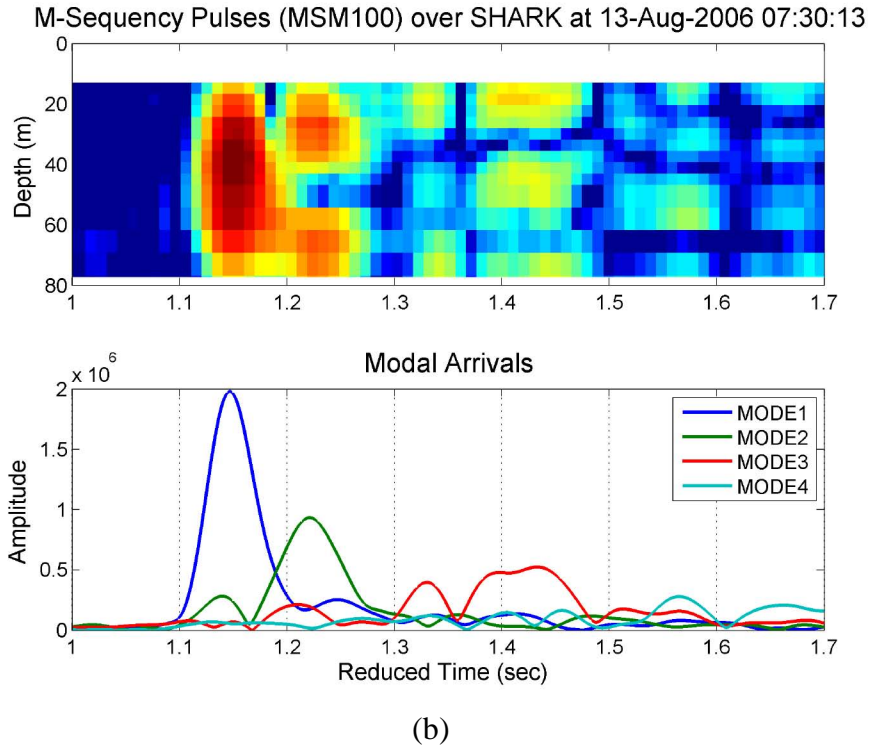 M-Sequency Pulses (MSM100) over SHARK at 13-Aug-2006 07:30:13
0
20
40
60
80
Depth (m)
1 1.1 1.2 1.3 1.4 1.5 1.6 1.7
Modal Arrivals
x 10^6
2
1.5
1
0.5
0
Amplitude
MODE1
MODE2
MODE3
MODE4
1 1.1 1.2 1.3 1.4 1.5 1.6 1.7
Reduced Time (sec)
(b)